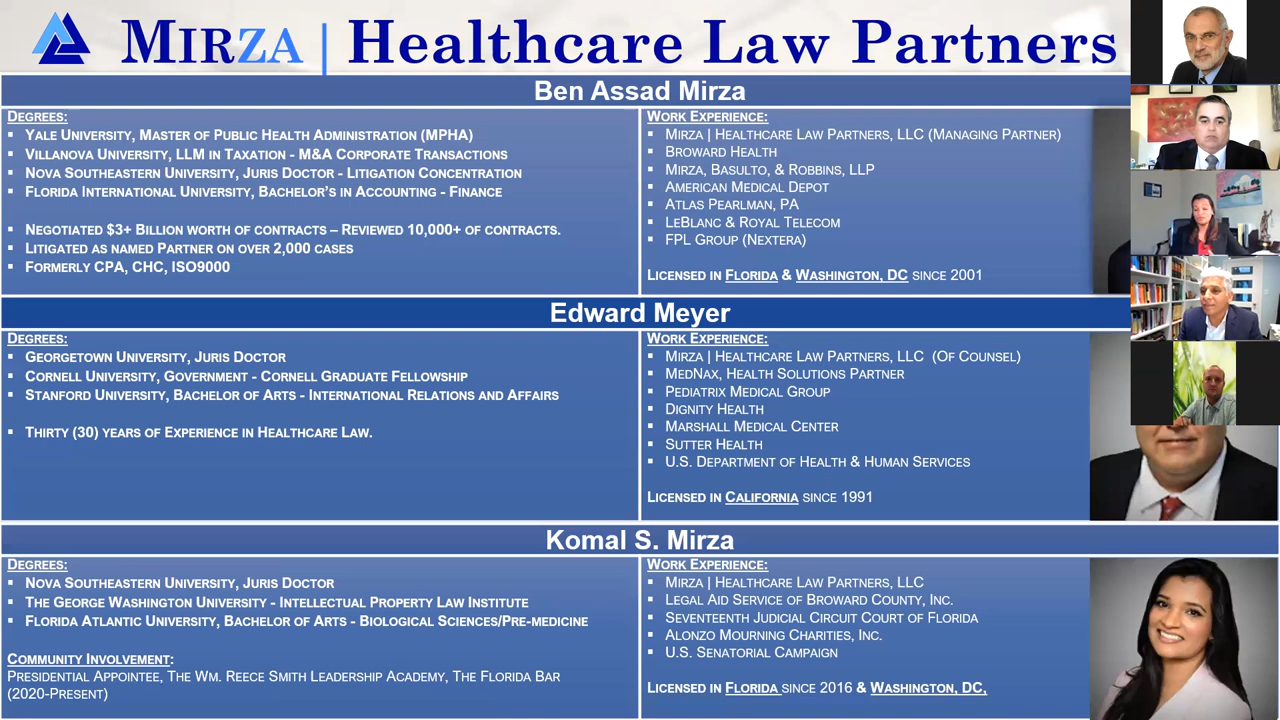 MIRZA | Healthcare Law Partners
Ben Assad Mirza
DEGREES:
▪ YALE UNIVERSITY, MASTER OF PUBLIC HEALTH ADMINISTRATION (MPHA)
▪ VILLANOVA UNIVERSITY, LLM IN TAXATION - M&A CORPORATE TRANSACTIONS
▪ NOVA SOUTHEASTERN UNIVERSITY, JURIS DOCTOR - LITIGATION CONCENTRATION
▪ FLORIDA INTERNATIONAL UNIVERSITY, BACHELOR'S IN ACCOUNTING - FINANCE
▪ NEGOTIATED $3+ BILLION WORTH OF CONTRACTS – REVIEWED 10,000+ OF CONTRACTS.
▪ LITIGATED AS NAMED PARTNER ON OVER 2,000 CASES
▪ FORMERLY CPA, CHC, ISO9000
WORK EXPERIENCE:
▪ MIRZA | HEALTHCARE LAW PARTNERS, LLC (MANAGING PARTNER)
▪ BROWARD HEALTH
▪ MIRZA, BASULTO, & ROBBINS, LLP
▪ AMERICAN MEDICAL DEPOT
▪ ATLAS PEARLMAN, PA
▪ LEBLANC & ROYAL TELECOM
▪ FPL GROUP (NEXTERA)
LICENSED IN FLORIDA & WASHINGTON, DC SINCE 2001
Edward Meyer
DEGREES:
▪ GEORGETOWN UNIVERSITY, JURIS DOCTOR
▪ CORNELL UNIVERSITY, GOVERNMENT - CORNELL GRADUATE FELLOWSHIP
▪ STANFORD UNIVERSITY, BACHELOR OF ARTS - INTERNATIONAL RELATIONS AND AFFAIRS
▪ THIRTY (30) YEARS OF EXPERIENCE IN HEALTHCARE LAW.
WORK EXPERIENCE:
▪ MIRZA | HEALTHCARE LAW PARTNERS, LLC (OF COUNSEL)
▪ MEDNAX, HEALTH SOLUTIONS PARTNER
▪ PEDIATRIX MEDICAL GROUP
▪ DIGNITY HEALTH
▪ MARSHALL MEDICAL CENTER
▪ SUTTER HEALTH
▪ U.S. DEPARTMENT OF HEALTH & HUMAN SERVICES
LICENSED IN CALIFORNIA SINCE 1991
Komal S. Mirza
DEGREES:
▪ NOVA SOUTHEASTERN UNIVERSITY, JURIS DOCTOR
▪ THE GEORGE WASHINGTON UNIVERSITY - INTELLECTUAL PROPERTY LAW INSTITUTE
▪ FLORIDA ATLANTIC UNIVERSITY, BACHELOR OF ARTS - BIOLOGICAL SCIENCES/PRE-MEDICINE
COMMUNITY INVOLVEMENT:
PRESIDENTIAL APPOINTEE, THE WM. REECE SMITH LEADERSHIP ACADEMY, THE FLORIDA BAR
(2020-PRESENT)
WORK EXPERIENCE:
▪ MIRZA | HEALTHCARE LAW PARTNERS, LLC
▪ LEGAL AID SERVICE OF BROWARD COUNTY, INC.
▪ SEVENTEENTH JUDICIAL CIRCUIT COURT OF FLORIDA
▪ ALONZO MOURNING CHARITIES, INC.
▪ U.S. SENATORIAL CAMPAIGN
LICENSED IN FLORIDA SINCE 2016 & WASHINGTON, DC,